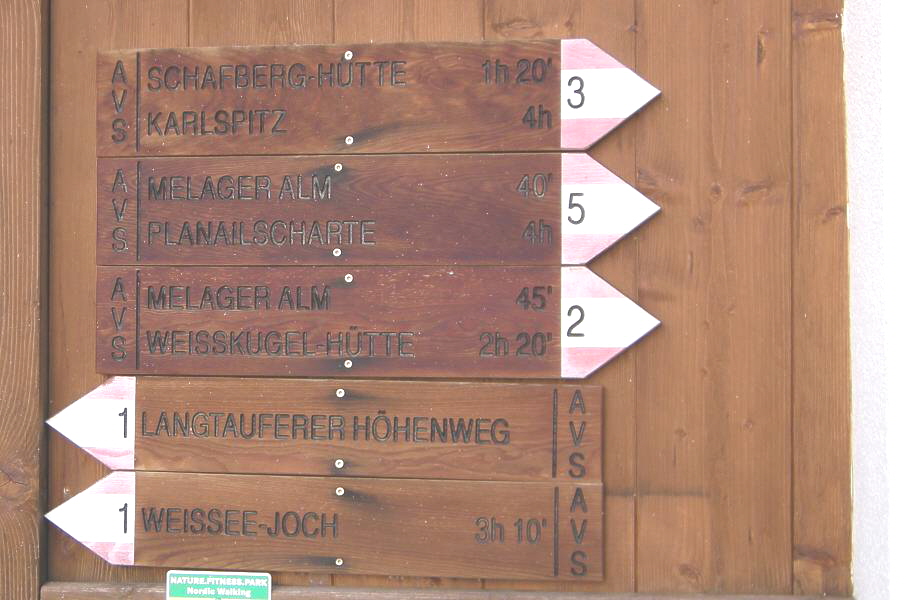 AVS
SCHAFBERG-HÜTTE 1h 20'
KARLSPITZ 4h
3
AVS
MELAGER ALM 40'
PLANAILSCHARTE 4h
5
AVS
MELAGER ALM 45'
WEISSKUGEL-HÜTTE 2h 20'
2
1 LANGTAUFERER HÖHENWEG
AVS
1 WEISSEE-JOCH 3h 10'
AVS
NATURE.FITNESS.PARK
Nordic Walking